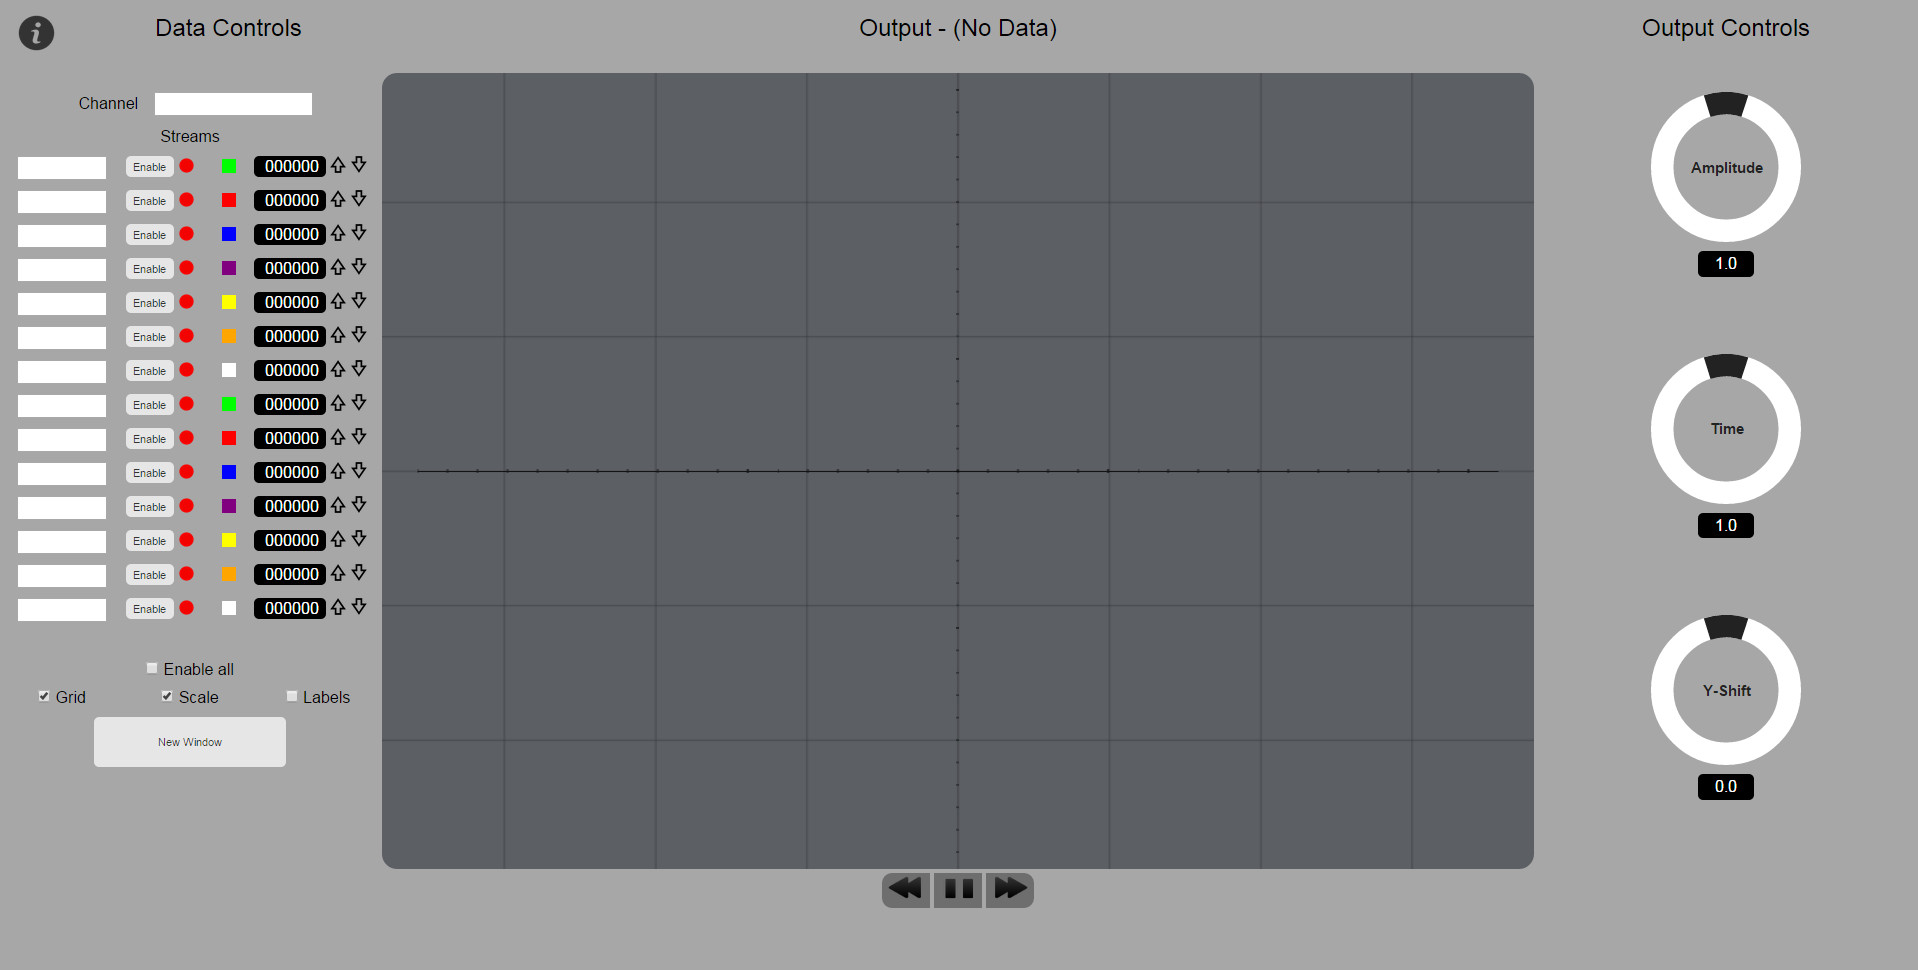 i
Data Controls
Output - (No Data)
Output Controls
Channel
Streams
Enable 000000
Enable 000000
Enable 000000
Enable 000000
Enable 000000
Enable 000000
Enable 000000
Enable 000000
Enable 000000
Enable 000000
Enable 000000
Enable 000000
Enable 000000
Enable 000000
Enable all
Grid
Scale
Labels
New Window
Amplitude
1.0
Time
1.0
Y-Shift
0.0